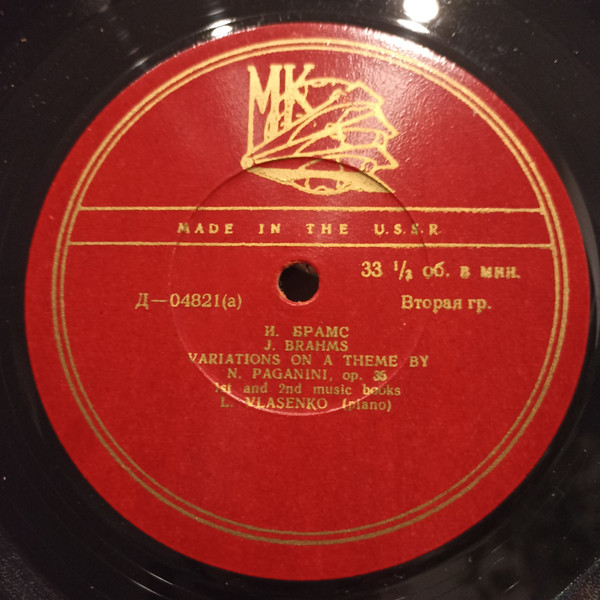 МК
MADE IN THE U.S.S.R.
33 1/3 об. в мин.
Д—04821(а) Вторая гр.
И. БРАМС
J. BRAHMS
VARIATIONS ON A THEME BY
N. PAGANINI, op. 35
1st and 2nd music books
L. VLASENKO (piano)